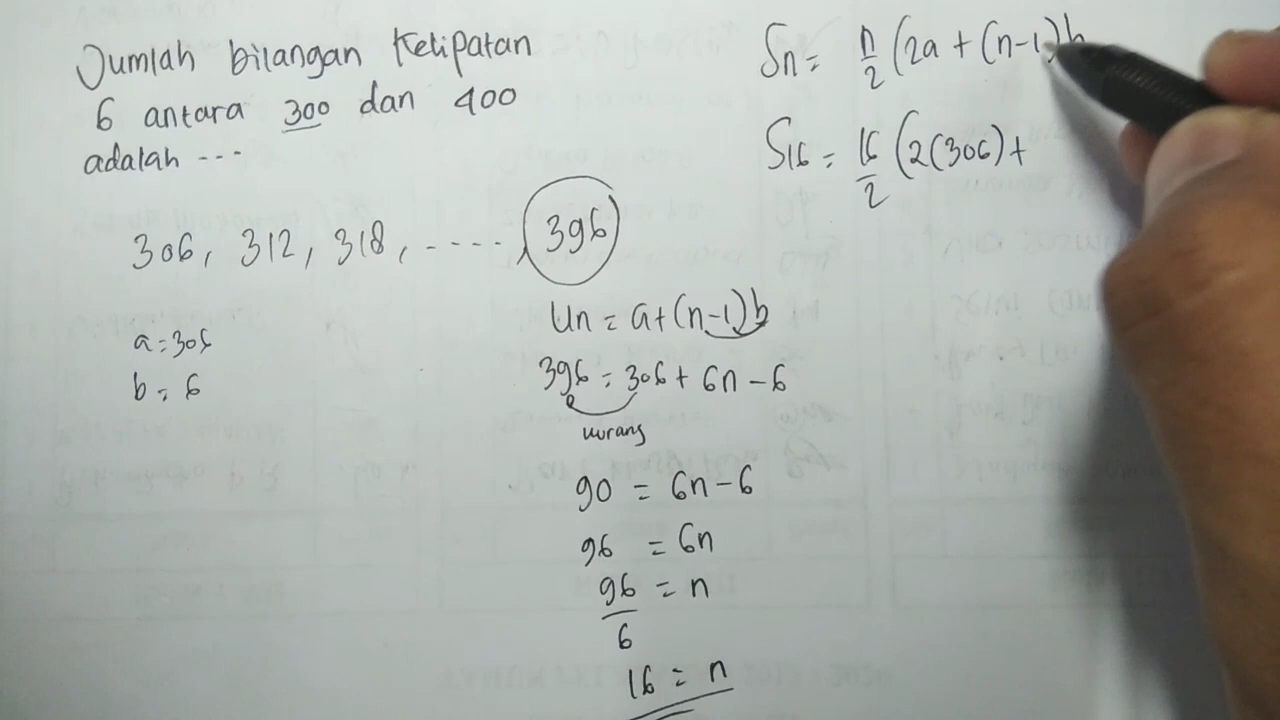 Jumlah bilangan Kelipatan
6 antara 300 dan 400
adalah ---
306, 312, 318, ....., 396
a = 306
b = 6
Un = a + (n-1)b
396 = 306 + 6n - 6
kurang
90 = 6n - 6
96 = 6n
96/6 = n
16 = n
Sn = n/2 (2a + (n-1)b
S16 = 16/2 (2(306) +